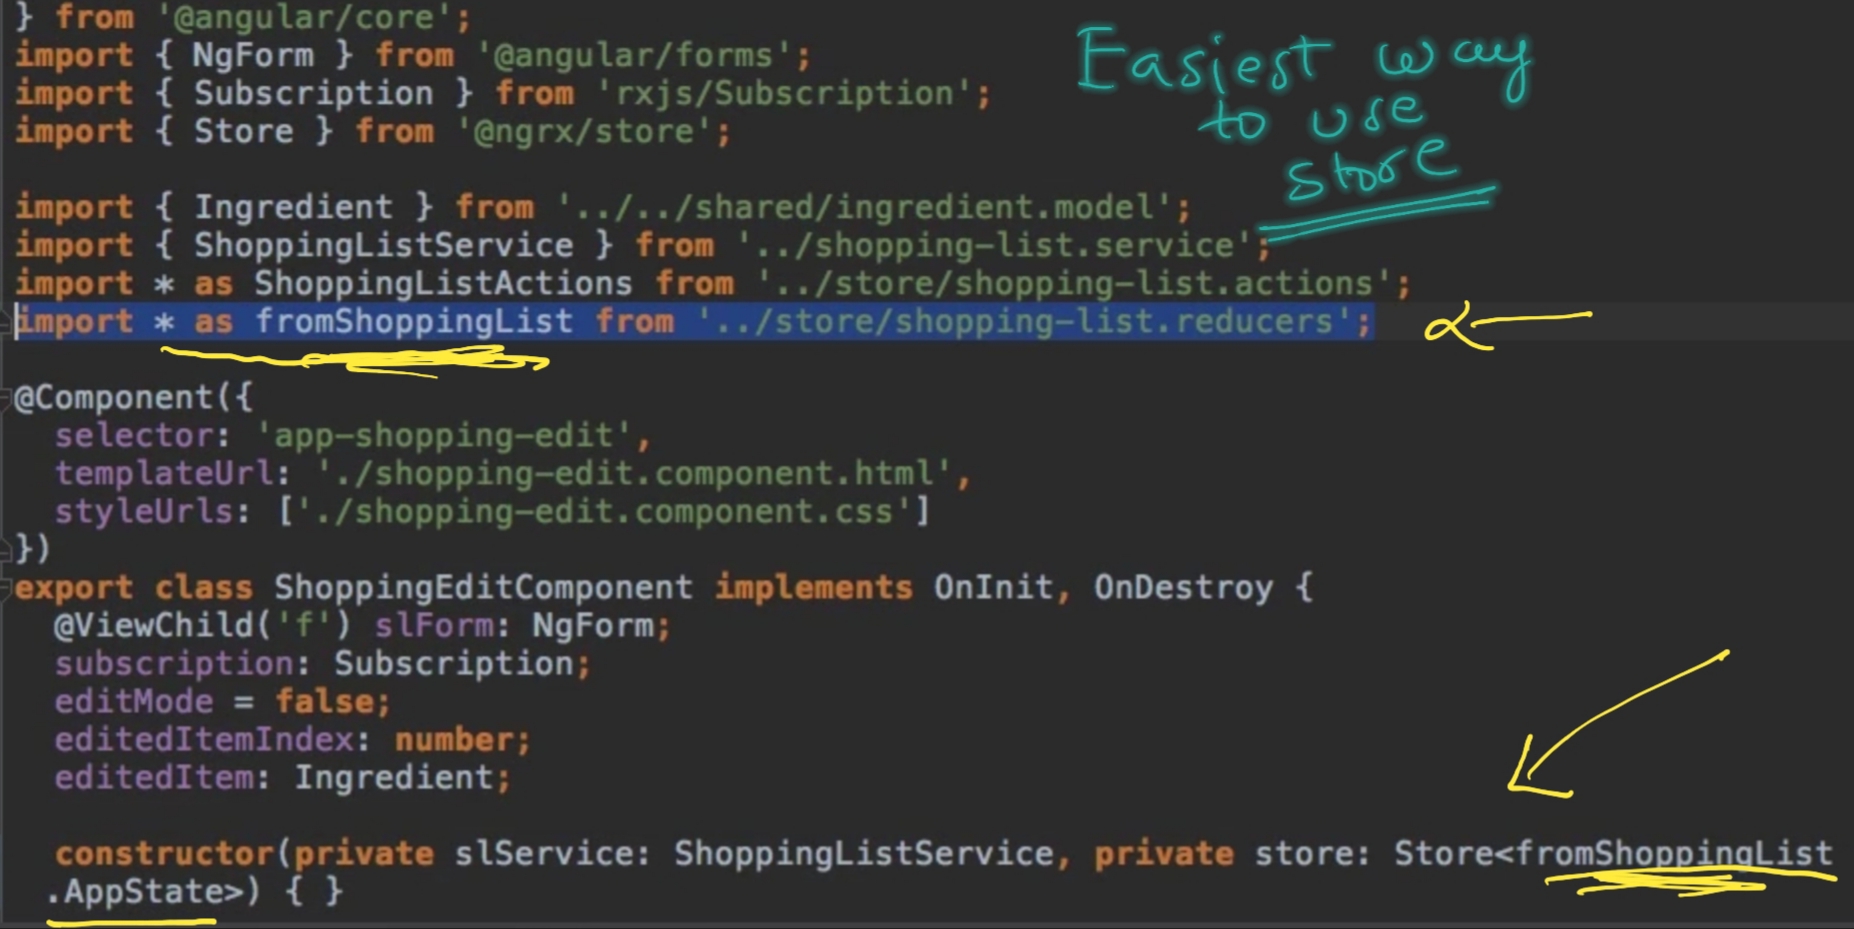 } from '@angular/core';
import { NgForm } from '@angular/forms';
import { Subscription } from 'rxjs/Subscription';
import { Store } from '@ngrx/store';
Easiest way
to use
store
import { Ingredient } from '../../shared/ingredient.model';
import { ShoppingListService } from '../shopping-list.service';
import * as ShoppingListActions from '../store/shopping-list.actions';
import * as fromShoppingList from '../store/shopping-list.reducers';
@Component({
selector: 'app-shopping-edit',
templateUrl: './shopping-edit.component.html',
styleUrls: ['./shopping-edit.component.css']
})
export class ShoppingEditComponent implements OnInit, OnDestroy {
@ViewChild('f') slForm: NgForm;
subscription: Subscription;
editMode = false;
editedItemIndex: number;
editedItem: Ingredient;
constructor(private slService: ShoppingListService, private store: Store<fromShoppingList
.AppState>) { }